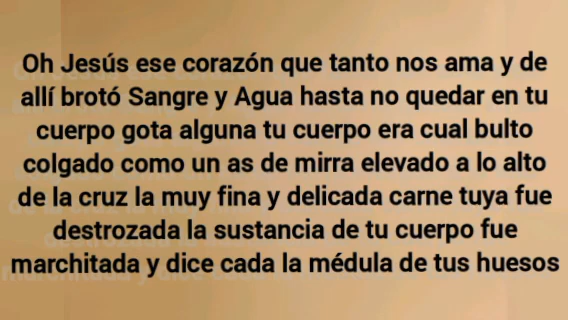 Oh Jesús ese corazón que tanto nos ama y de
allí brotó Sangre y Agua hasta no quedar en tu
cuerpo gota alguna tu cuerpo era cual bulto
colgado como un as de mirra elevado a lo alto
de la cruz la muy fina y delicada carne tuya fue
destrozada la sustancia de tu cuerpo fue
marchitada y dice cada la médula de tus huesos